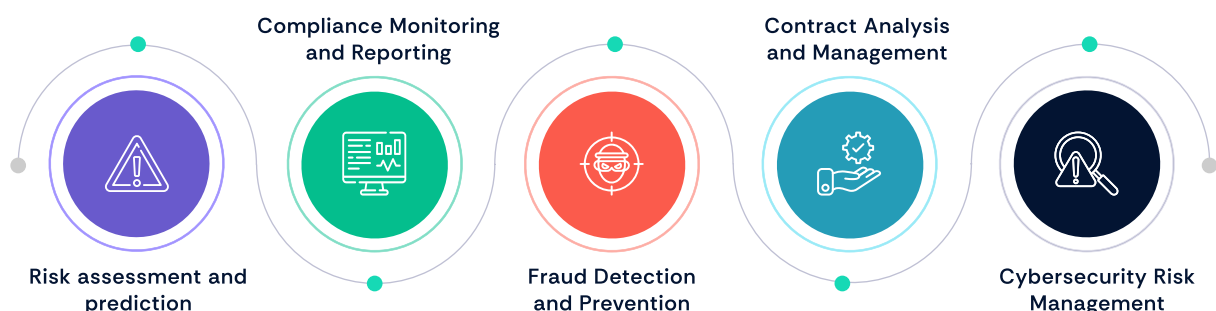 Compliance Monitoring
and Reporting
Contract Analysis
and Management
Risk assessment and
prediction
Fraud Detection
and Prevention
Cybersecurity Risk
Management